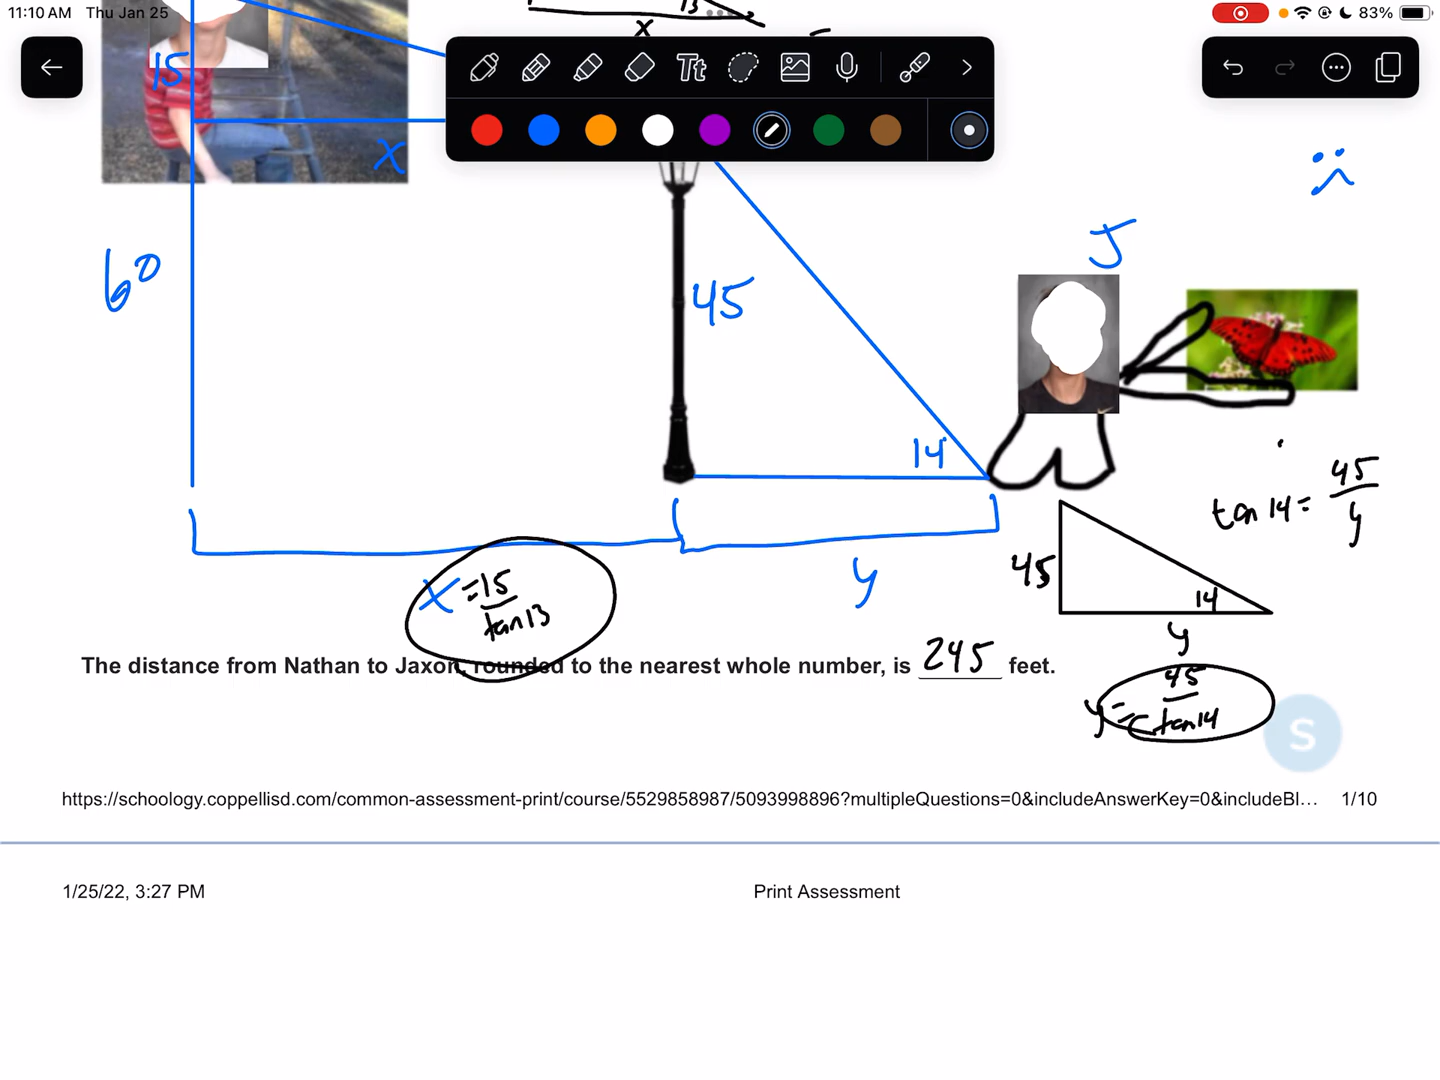 11:10 AM Thu Jan 25
83%
13
x
15
x
Tt
60
45
J
14
tan 14 = 45/y
x = 15/tan13
y
45
14
y
The distance from Nathan to Jaxon, rounded to the nearest whole number, is 245 feet.
y = 45/tan14
S
https://schoology.coppellisd.com/common-assessment-print/course/5529858987/5093998896?multipleQuestions=0&includeAnswerKey=0&includeBl... 1/10
1/25/22, 3:27 PM Print Assessment